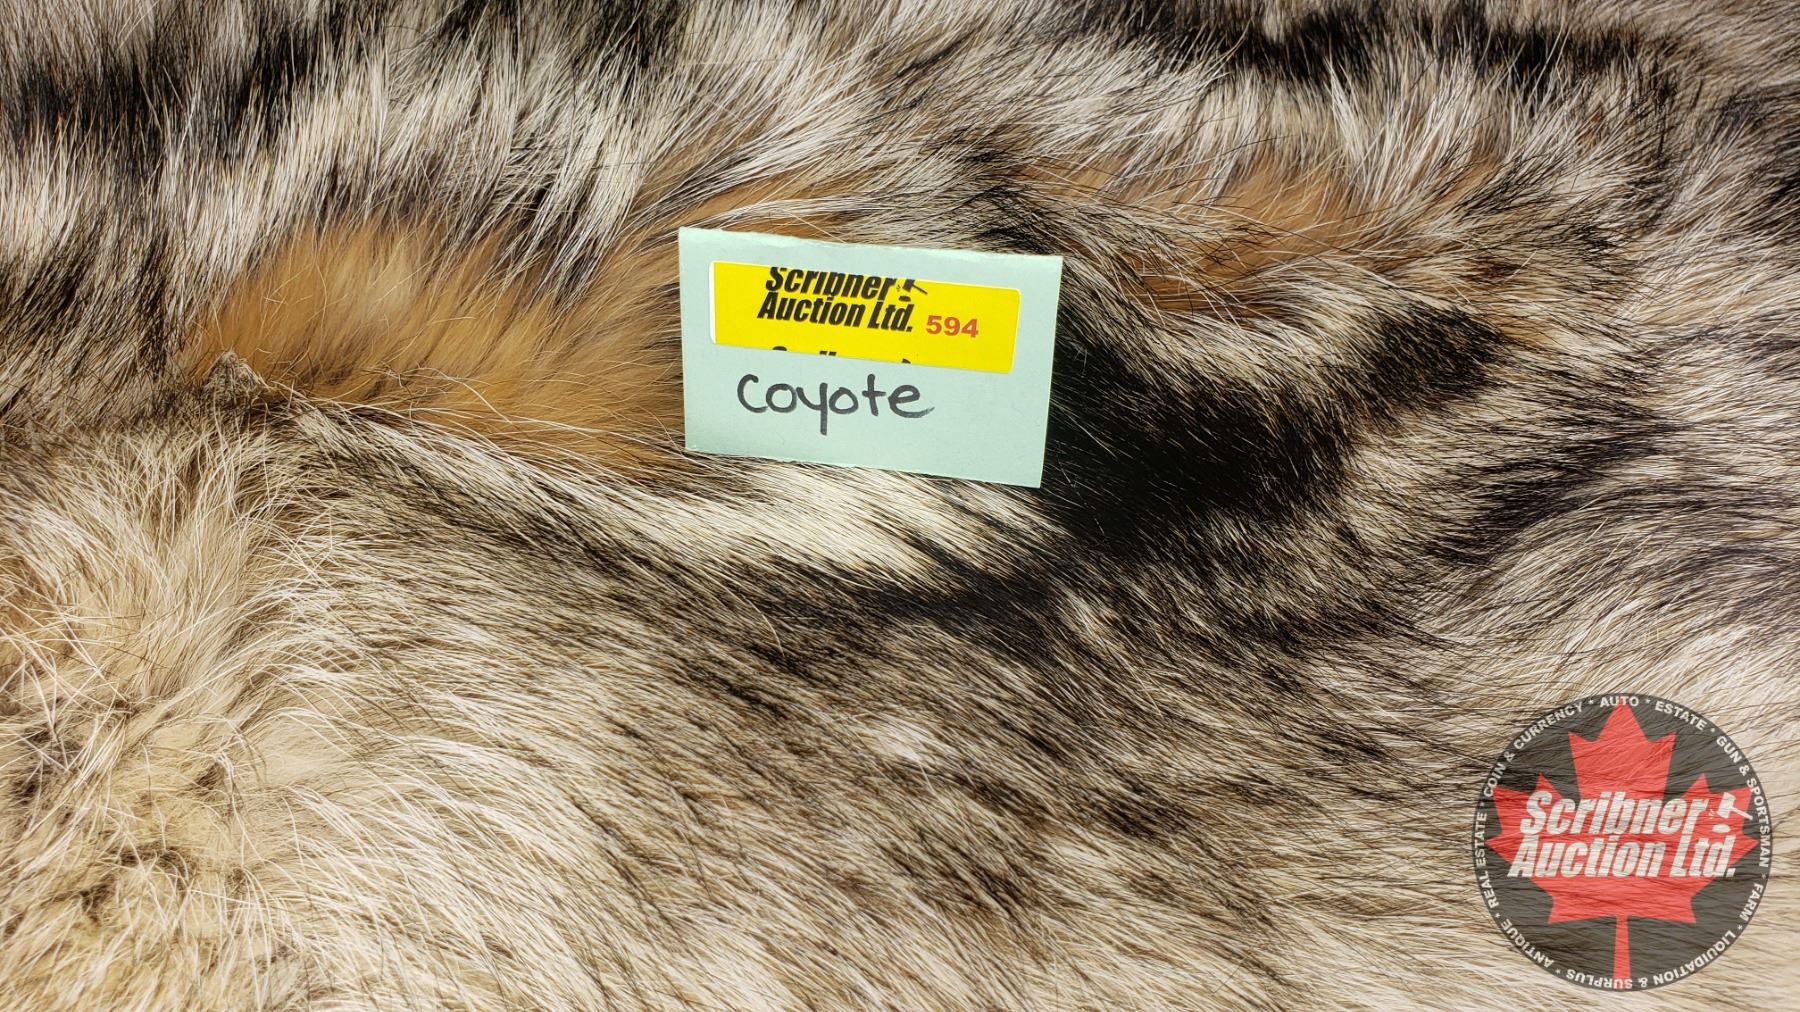 Scribner
Auction Ltd. 594
coyote
COIN & CURRENCY * AUTO * ESTATE * GUN & SPORTSMAN * FARM * LIQUIDATION & SURPLUS * ANTIQUE * REAL ESTATE *
Scribner
Auction Ltd.